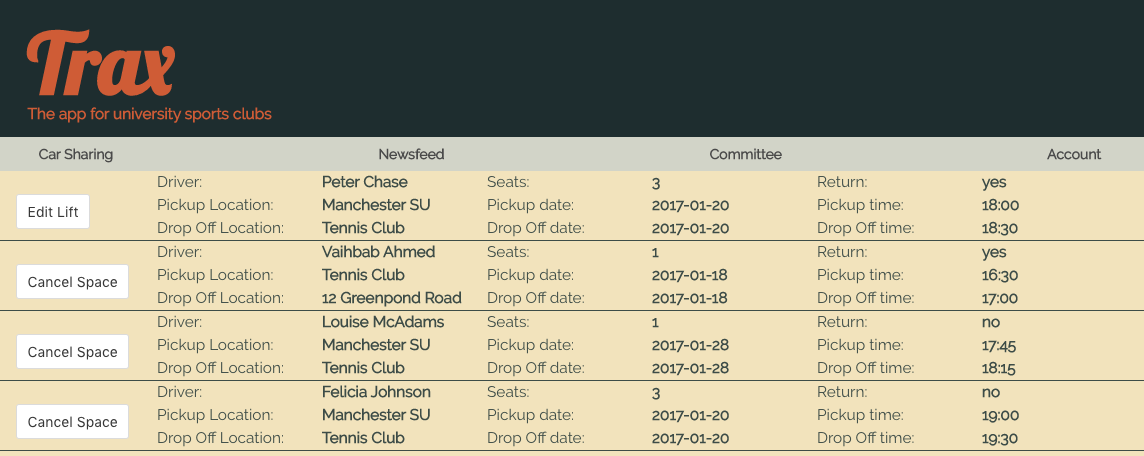 Trax
The app for university sports clubs
Car Sharing Newsfeed Committee Account
Driver: Peter Chase Seats: 3 Return: yes
Edit Lift
Pickup Location: Manchester SU Pickup date: 2017-01-20 Pickup time: 18:00
Drop Off Location: Tennis Club Drop Off date: 2017-01-20 Drop Off time: 18:30
Driver: Vaihbab Ahmed Seats: 1 Return: yes
Cancel Space
Pickup Location: Tennis Club Pickup date: 2017-01-18 Pickup time: 16:30
Drop Off Location: 12 Greenpond Road Drop Off date: 2017-01-18 Drop Off time: 17:00
Driver: Louise McAdams Seats: 1 Return: no
Cancel Space
Pickup Location: Manchester SU Pickup date: 2017-01-28 Pickup time: 17:45
Drop Off Location: Tennis Club Drop Off date: 2017-01-28 Drop Off time: 18:15
Driver: Felicia Johnson Seats: 3 Return: no
Cancel Space
Pickup Location: Manchester SU Pickup date: 2017-01-20 Pickup time: 19:00
Drop Off Location: Tennis Club Drop Off date: 2017-01-20 Drop Off time: 19:30